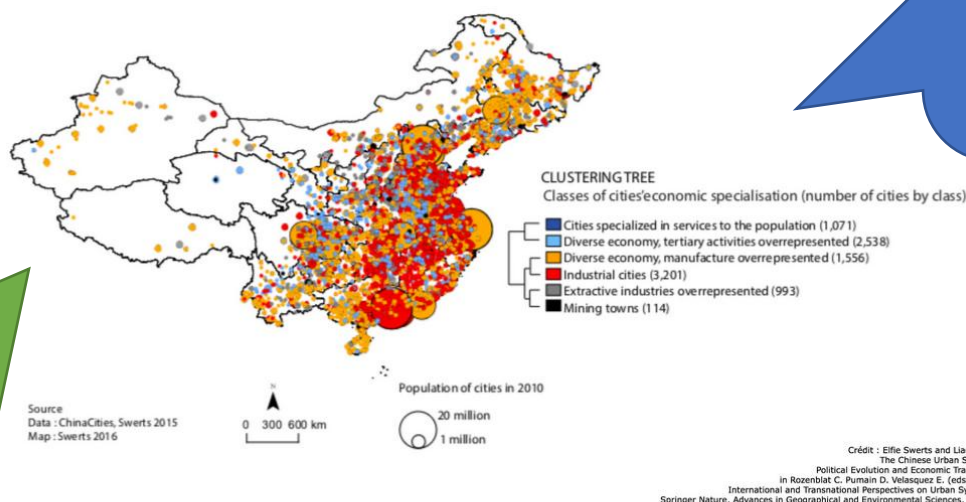 CLUSTERING TREE
Classes of cities'economic specialisation (number of cities by class)
Cities specialized in services to the population (1,071)
Diverse economy, tertiary activities overrepresented (2,538)
Diverse economy, manufacture overrepresented (1,556)
Industrial cities (3,201)
Extractive industries overrepresented (993)
Mining towns (114)
Population of cities in 2010
20 million
1 million
N
0 300 600 km
Source
Data : ChinaCities, Swerts 2015
Map : Swerts 2016
Crédit : Elfie Swerts and Lia
The Chinese Urban S
Political Evolution and Economic Tra
in Rozenblat C. Pumain D. Velasquez E. (eds
International and Transnational Perspectives on Urban Sy
Springer Nature, Advances in Geographical and Environmental Sciences,